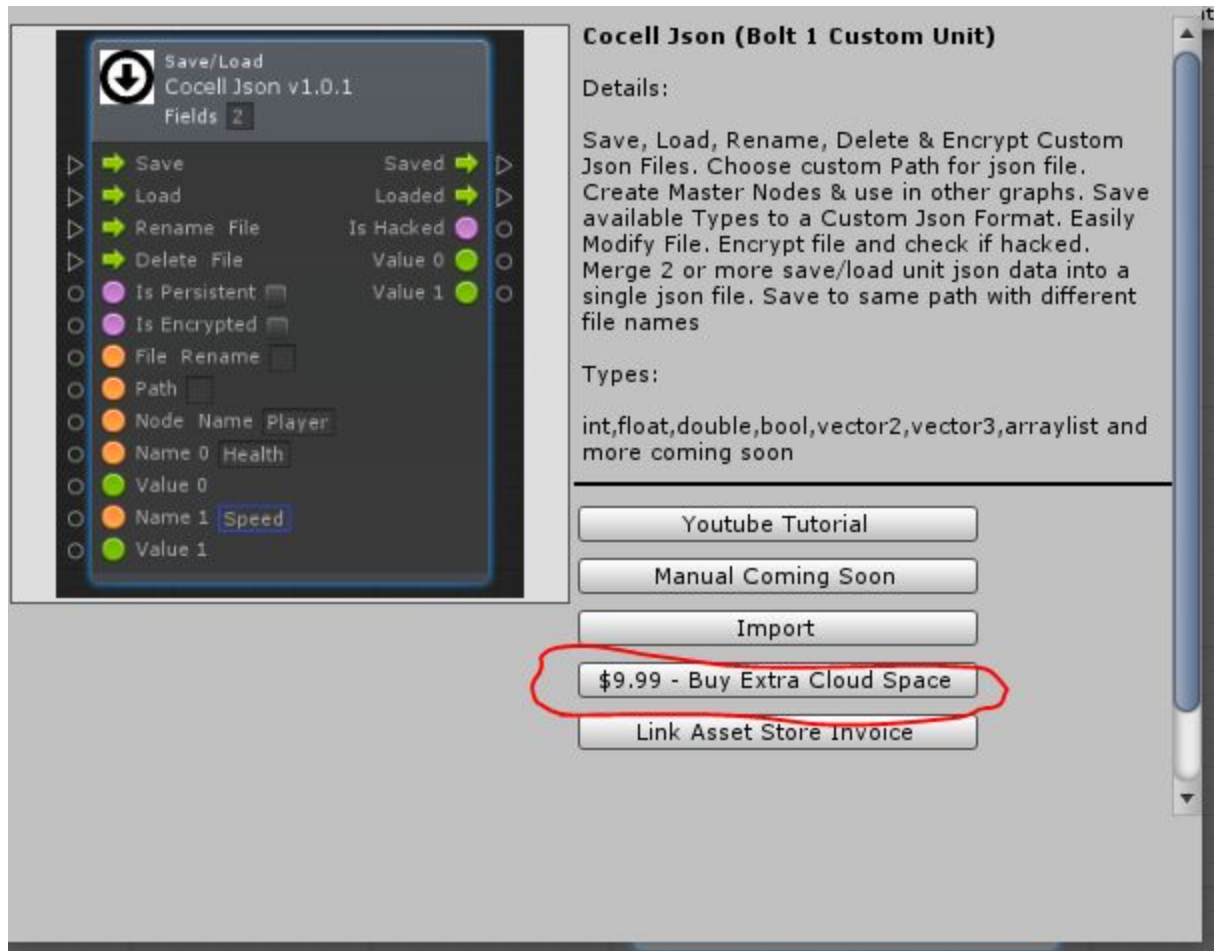 Save/Load
Cocell Json v1.0.1
Fields 2
Save Saved
Load Loaded
Rename File Is Hacked
Delete File Value 0
Is Persistent Value 1
Is Encrypted
File Rename
Path
Node Name Player
Name 0 Health
Value 0
Name 1 Speed
Value 1
Cocell Json (Bolt 1 Custom Unit)
Details:
Save, Load, Rename, Delete & Encrypt Custom
Json Files. Choose custom Path for json file.
Create Master Nodes & use in other graphs. Save
available Types to a Custom Json Format. Easily
Modify File. Encrypt file and check if hacked.
Merge 2 or more save/load unit json data into a
single json file. Save to same path with different
file names
Types:
int,float,double,bool,vector2,vector3,arraylist and
more coming soon
Youtube Tutorial
Manual Coming Soon
Import
$9.99 - Buy Extra Cloud Space
Link Asset Store Invoice